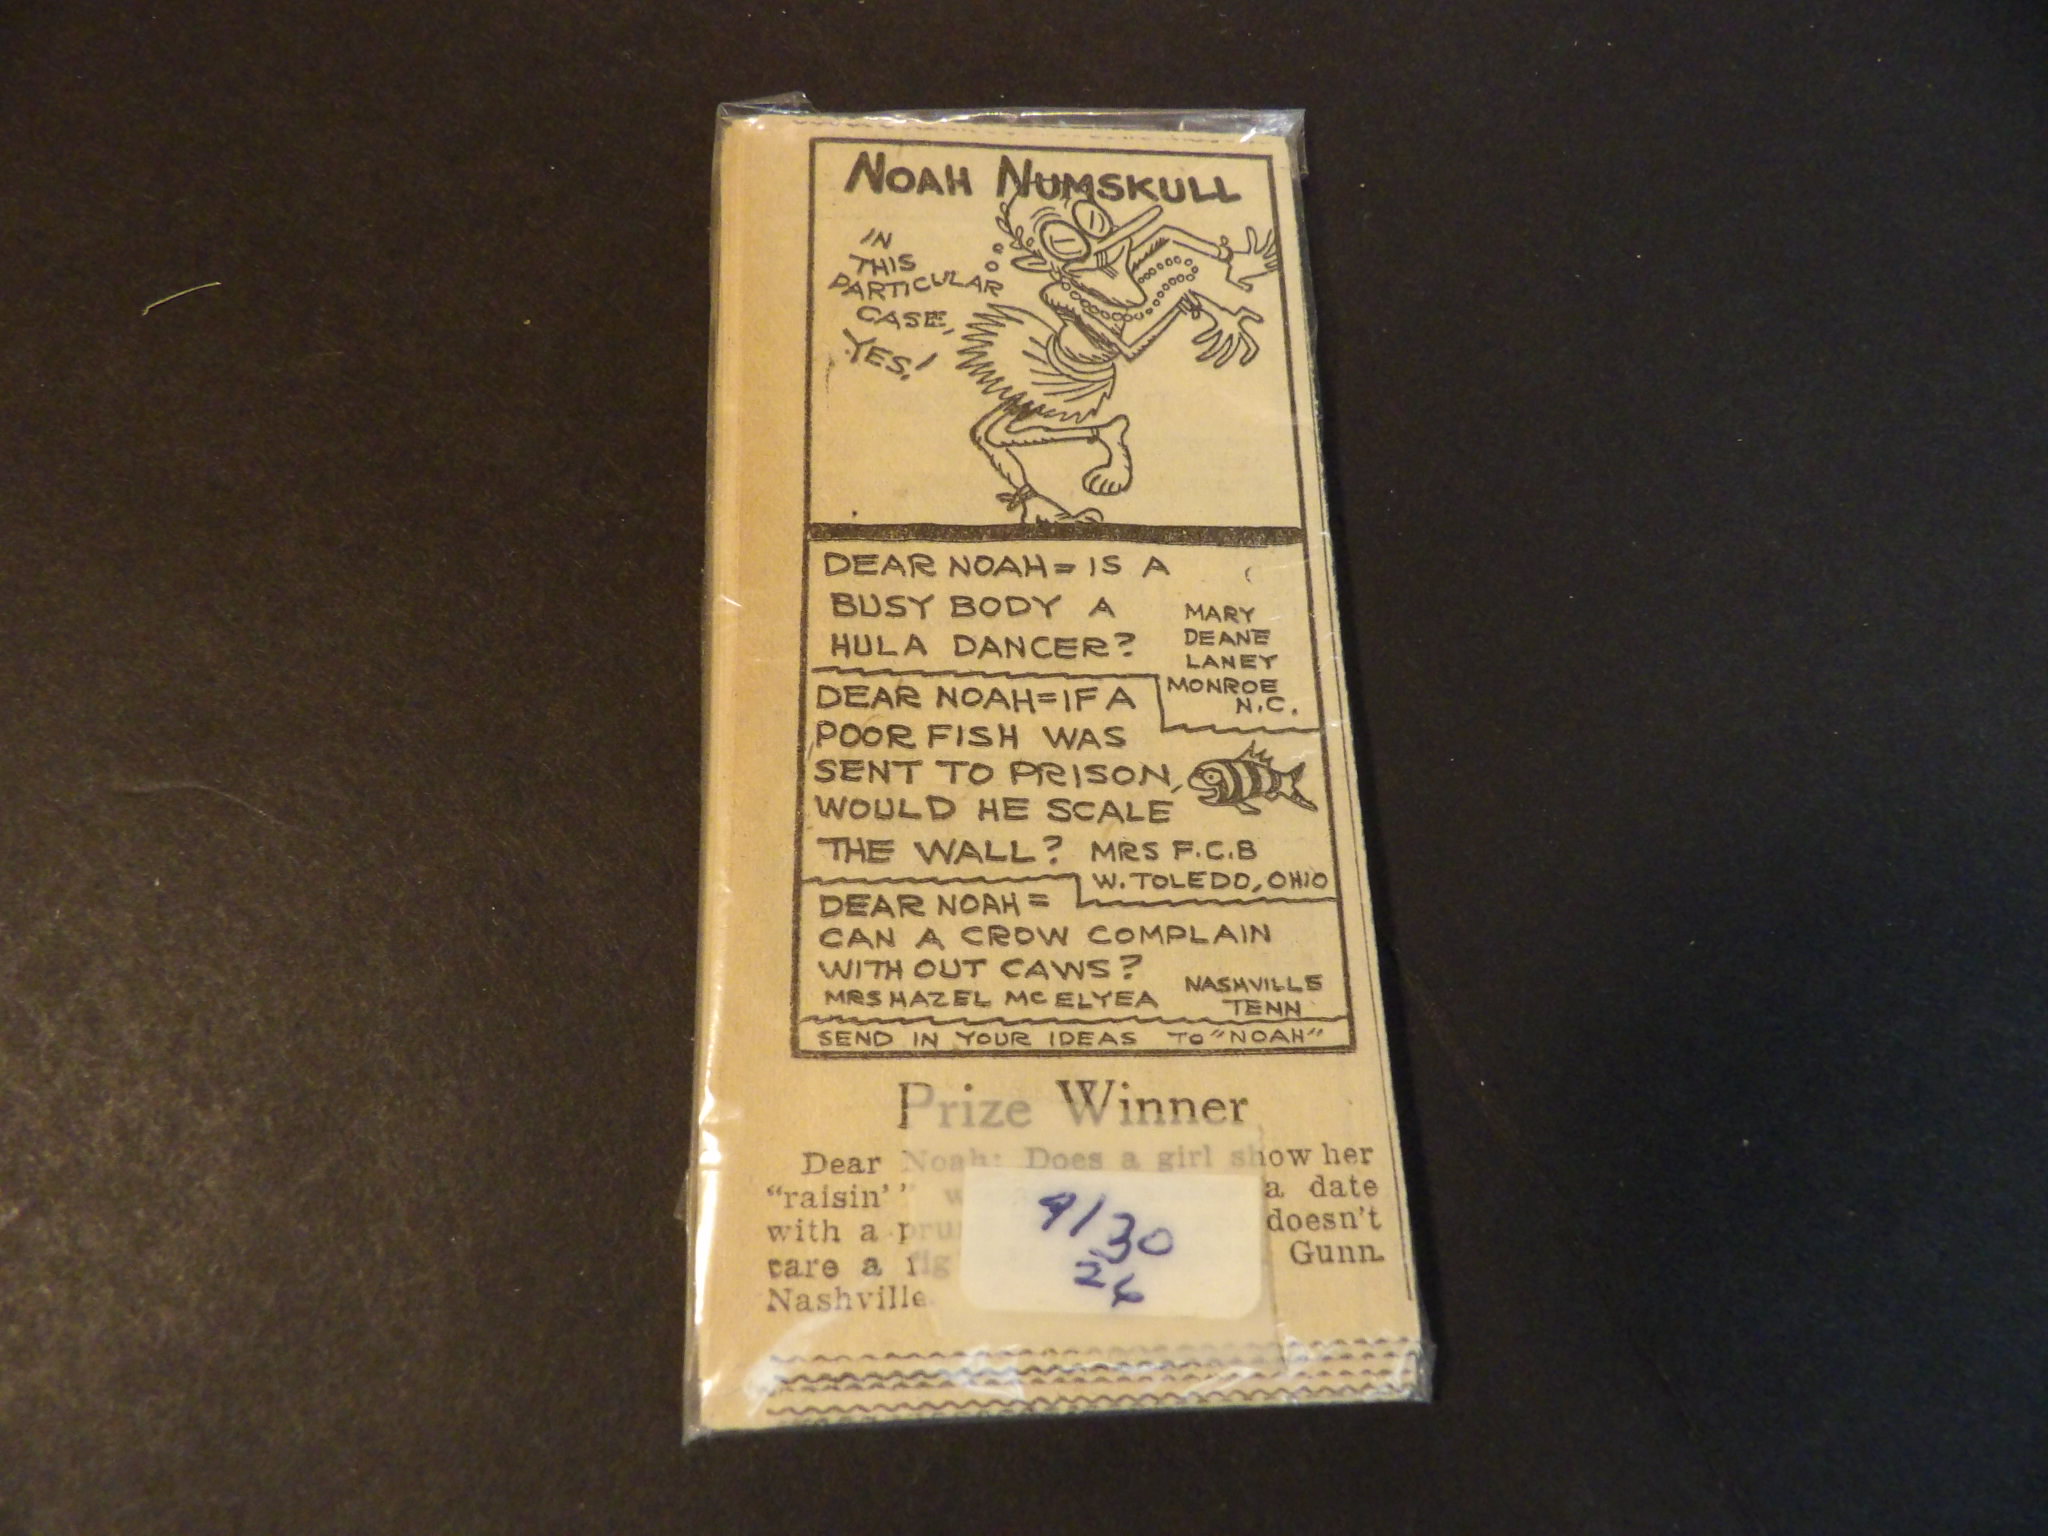 NOAH NUMSKULL
IN
THIS
PARTICULAR
CASE,
YES!
DEAR NOAH = IS A
BUSY BODY A
HULA DANCER?
MARY
DEANE
LANEY
MONROE
N.C.
DEAR NOAH = IF A
POOR FISH WAS
SENT TO PRISON,
WOULD HE SCALE
THE WALL? MRS F.C.B
W. TOLEDO, OHIO
DEAR NOAH =
CAN A CROW COMPLAIN
WITH OUT CAWS?
MRS HAZEL MC ELYEA NASHVILLE
TENN
SEND IN YOUR IDEAS TO "NOAH"
Prize Winner
Dear Noah: Does a girl show her
"raisin'" a date
with a doesn't
care a fig Gunn.
Nashville
9/30
26